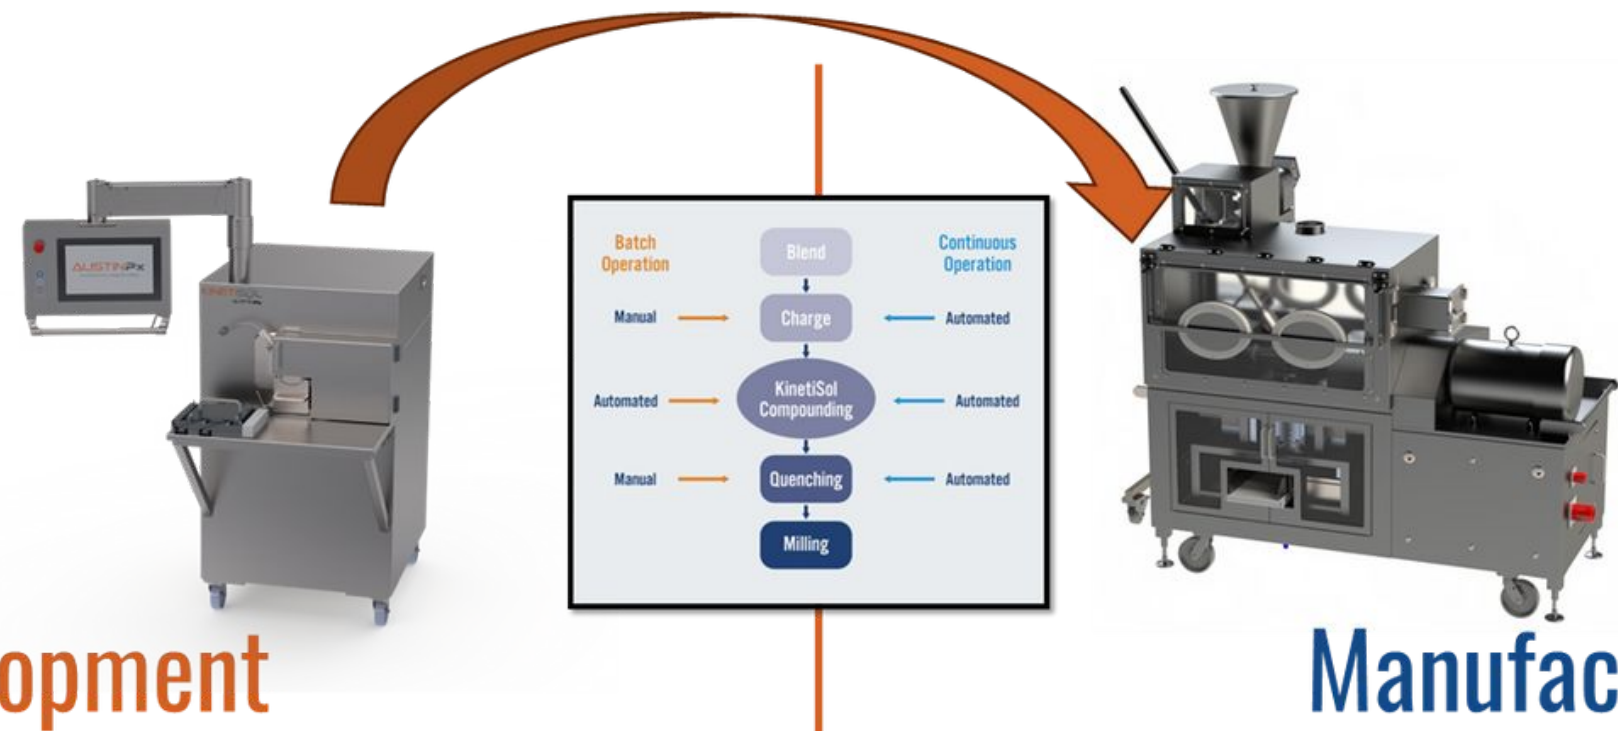 AUSTINPx
KINETISOL
Batch
Operation
Blend
Continuous
Operation
Manual
Charge
Automated
Automated
KinetiSol
Compounding
Automated
Manual
Quenching
Automated
Milling
opment
Manufac